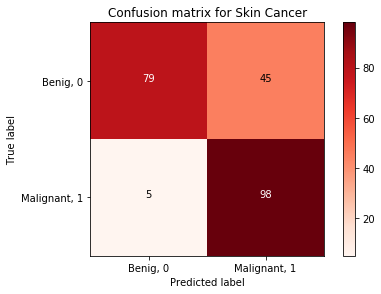 Confusion matrix for Skin Cancer
Benig, 0
79
45
Malignant, 1
5
98
Benig, 0
Malignant, 1
True label
Predicted label
80
60
40
20